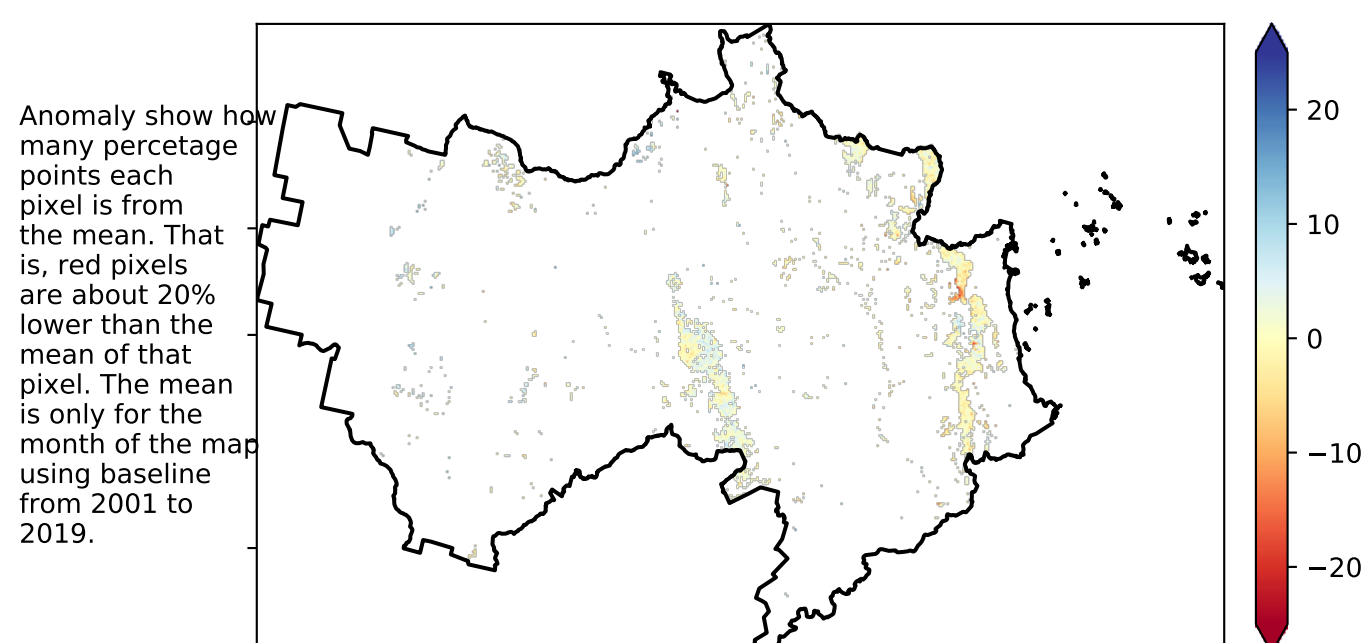 Anomaly show how
many percetage
points each
pixel is from
the mean. That
is, red pixels
are about 20%
lower than the
mean of that
pixel. The mean
is only for the
month of the map
using baseline
from 2001 to
2019.
20
10
0
−10
−20